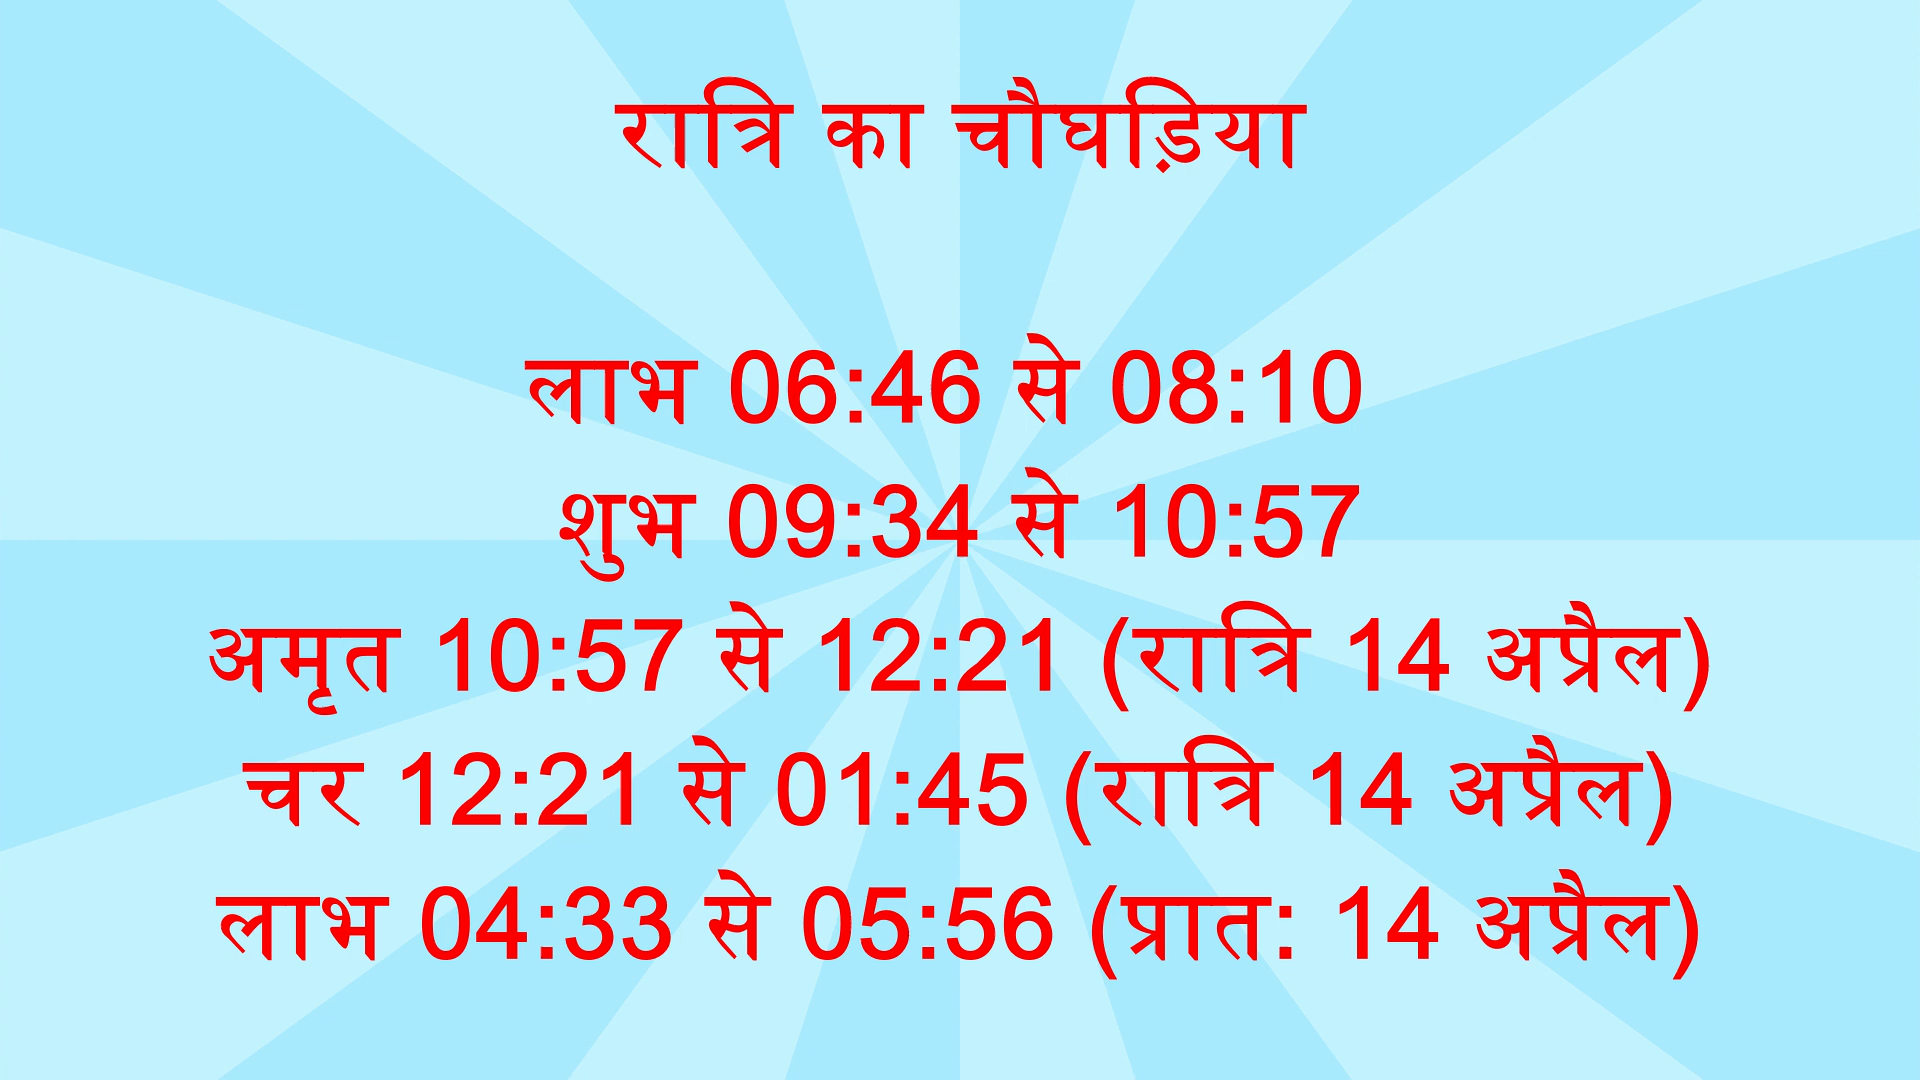 रात्रि का चौघड़िया
लाभ 06:46 से 08:10
शुभ 09:34 से 10:57
अमृत 10:57 से 12:21 (रात्रि 14 अप्रैल)
चर 12:21 से 01:45 (रात्रि 14 अप्रैल)
लाभ 04:33 से 05:56 (प्रात: 14 अप्रैल)